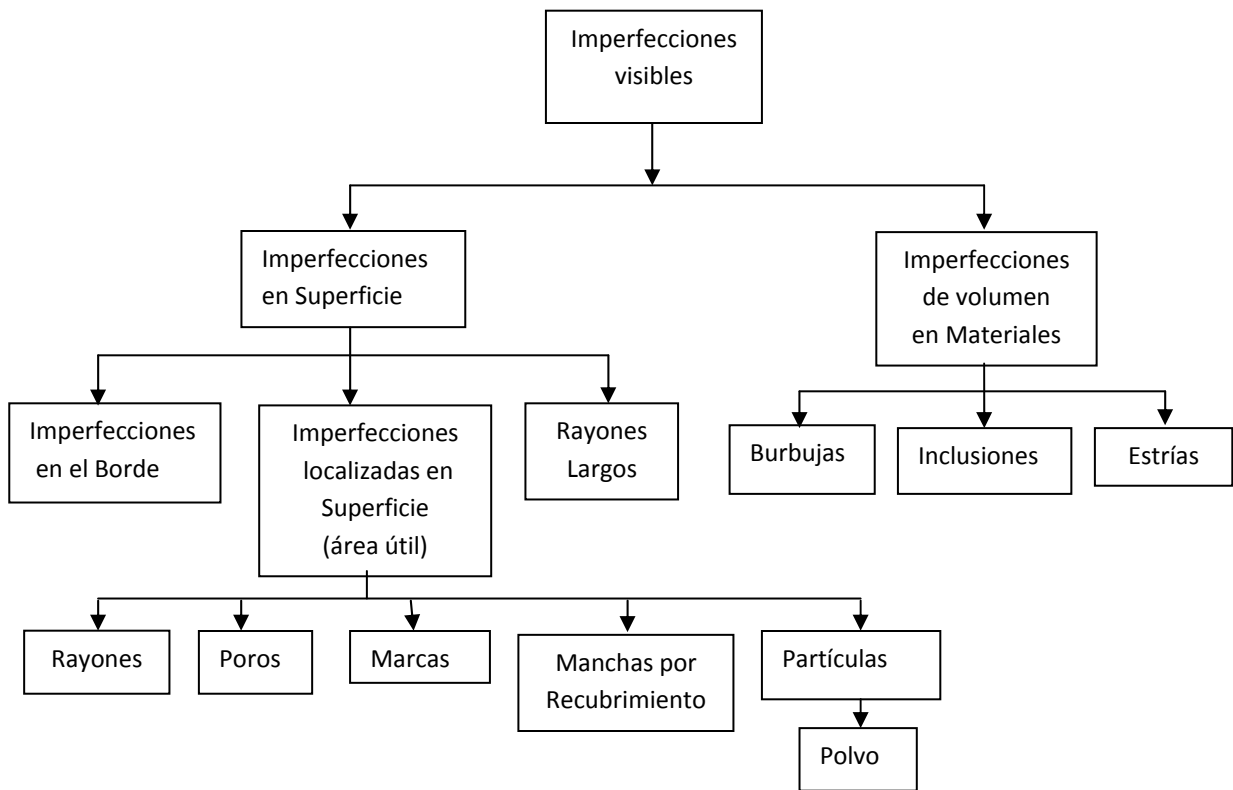 Imperfecciones
visibles
Imperfecciones
en Superficie
Imperfecciones
de volumen
en Materiales
Imperfecciones
en el Borde
Imperfecciones
localizadas en
Superficie
(área útil)
Rayones
Largos
Burbujas
Inclusiones
Estrías
Rayones
Poros
Marcas
Manchas por
Recubrimiento
Partículas
Polvo